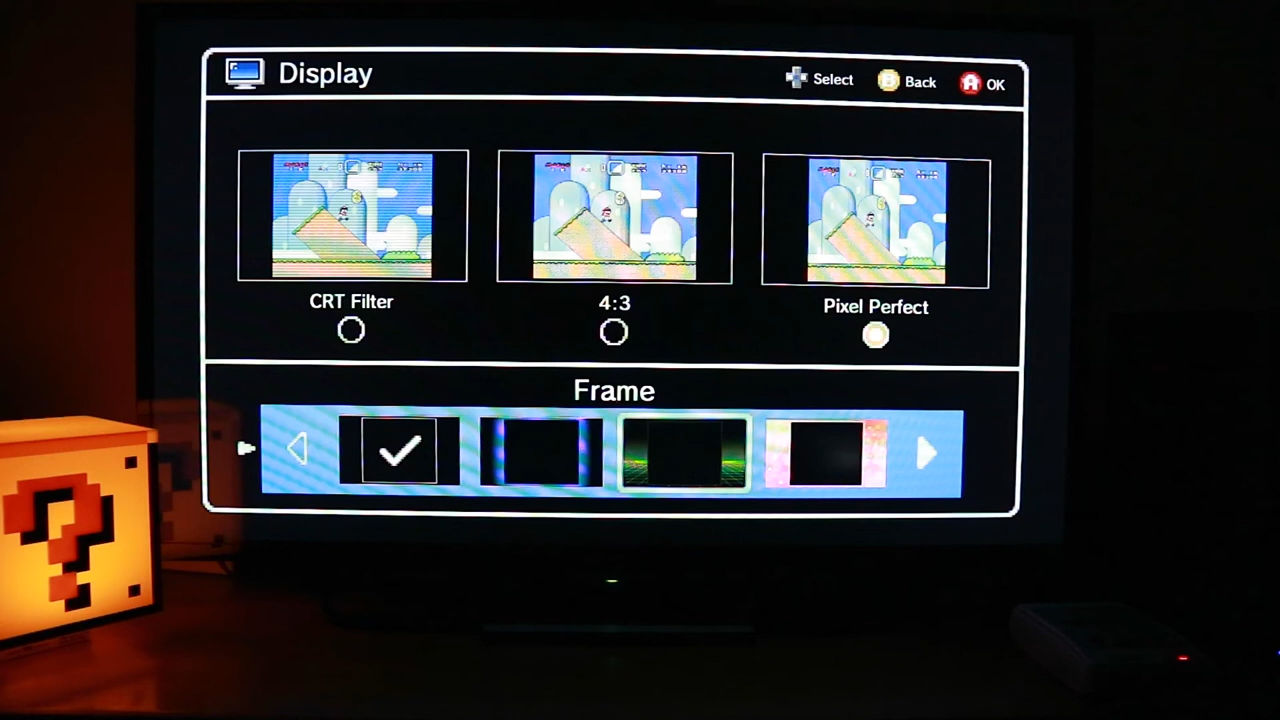 Display
Select
B Back
A OK
CRT Filter
4:3
Pixel Perfect
Frame
?